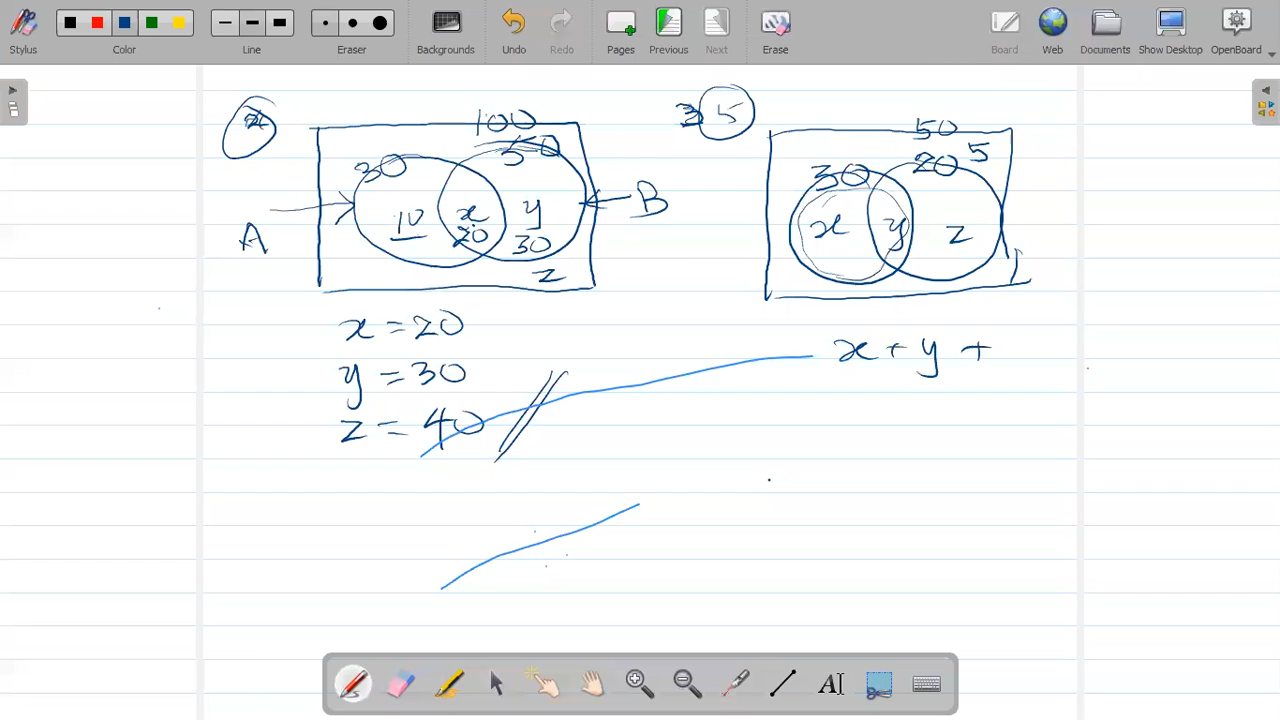 Stylus
Color
Line
Eraser
Backgrounds
Undo
Redo
Pages
Previous
Next
Erase
Board
Web
Documents
Show Desktop
OpenBoard
100
30
50
A
10
x
20
y
30
B
z
x = 20
y = 30
z = 40
5
50
30
20
5
x
y
z
x + y +